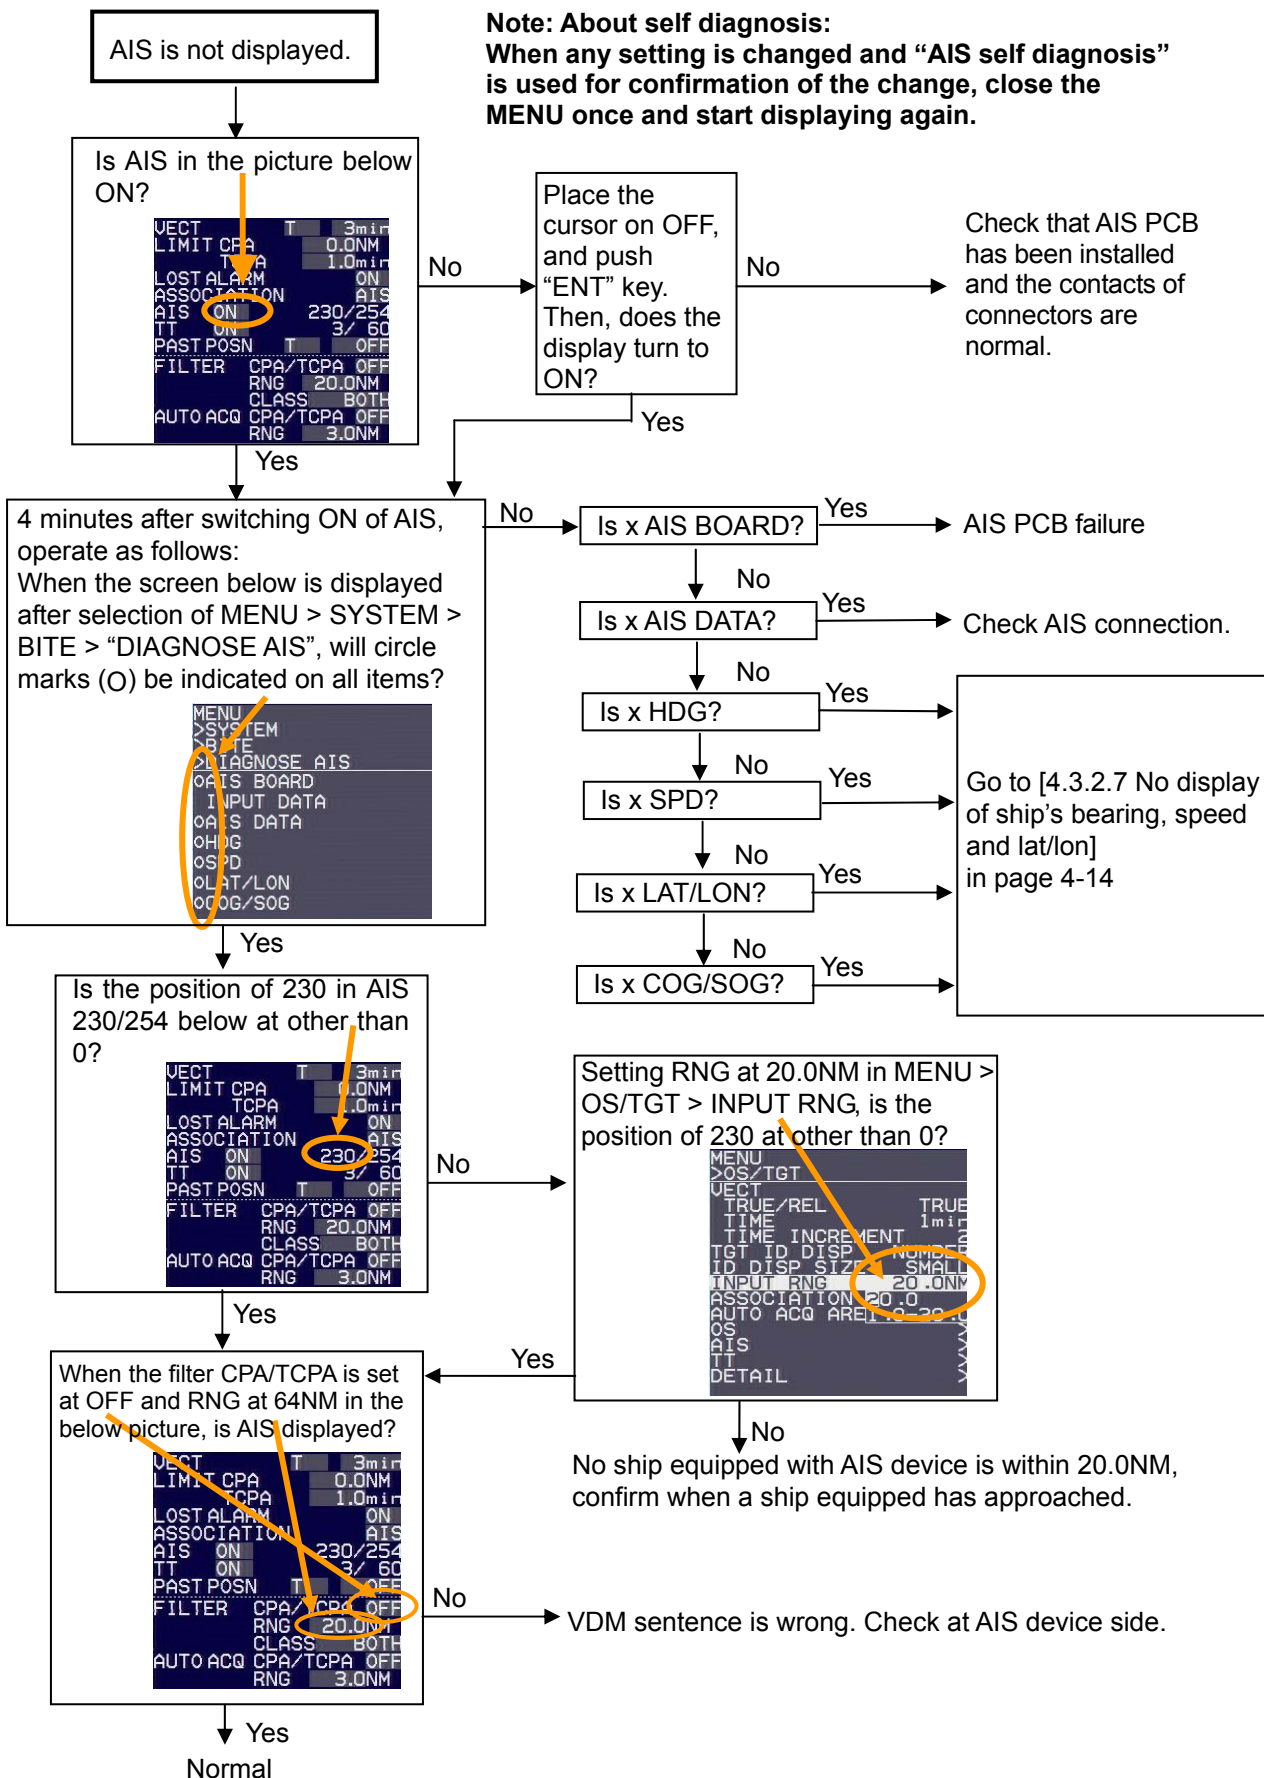 AIS is not displayed.
Note: About self diagnosis:
When any setting is changed and “AIS self diagnosis”
is used for confirmation of the change, close the
MENU once and start displaying again.
Is AIS in the picture below
ON?
VECT T 3min
LIMIT CPA 0.0NM
TCPA 1.0min
LOST ALARM ON
ASSOCIATION AIS
AIS ON 230/254
TT ON 3/ 60
PAST POSN T OFF
FILTER CPA/TCPA OFF
RNG 20.0NM
CLASS BOTH
AUTO ACQ CPA/TCPA OFF
RNG 3.0NM
No
Place the
cursor on OFF,
and push
“ENT” key.
Then, does the
display turn to
ON?
No
Check that AIS PCB
has been installed
and the contacts of
connectors are
normal.
Yes
Yes
4 minutes after switching ON of AIS,
operate as follows:
When the screen below is displayed
after selection of MENU > SYSTEM >
BITE > “DIAGNOSE AIS”, will circle
marks (O) be indicated on all items?
MENU
>SYSTEM
>BITE
>DIAGNOSE AIS
OAIS BOARD
INPUT DATA
OAIS DATA
OHDG
OSPD
OLAT/LON
OCOG/SOG
No
Is x AIS BOARD?
Yes
AIS PCB failure
No
Is x AIS DATA?
Yes
Check AIS connection.
No
Is x HDG?
Yes
No
Is x SPD?
Yes
No
Is x LAT/LON?
Yes
No
Is x COG/SOG?
Yes
Go to [4.3.2.7 No display
of ship’s bearing, speed
and lat/lon]
in page 4-14
Yes
Is the position of 230 in AIS
230/254 below at other than
0?
VECT T 3min
LIMIT CPA 0.0NM
TCPA 1.0min
LOST ALARM ON
ASSOCIATION AIS
AIS ON 230/254
TT ON 3/ 60
PAST POSN T OFF
FILTER CPA/TCPA OFF
RNG 20.0NM
CLASS BOTH
AUTO ACQ CPA/TCPA OFF
RNG 3.0NM
No
Setting RNG at 20.0NM in MENU >
OS/TGT > INPUT RNG, is the
position of 230 at other than 0?
MENU
>OS/TGT
VECT
TRUE/REL TRUE
TIME 1min
TIME INCREMENT 2
TGT ID DISP NUMBER
ID DISP SIZE SMALL
INPUT RNG 20.0NM
ASSOCIATION 20.0
AUTO ACQ ARE
OS >
AIS >
TT >
DETAIL >
Yes
Yes
No
No ship equipped with AIS device is within 20.0NM,
confirm when a ship equipped has approached.
When the filter CPA/TCPA is set
at OFF and RNG at 64NM in the
below picture, is AIS displayed?
VECT T 3min
LIMIT CPA 0.0NM
TCPA 1.0min
LOST ALARM ON
ASSOCIATION AIS
AIS ON 230/254
TT ON 3/ 60
PAST POSN T OFF
FILTER CPA/TCPA OFF
RNG 20.0NM
CLASS BOTH
AUTO ACQ CPA/TCPA OFF
RNG 3.0NM
No
VDM sentence is wrong. Check at AIS device side.
Yes
Normal